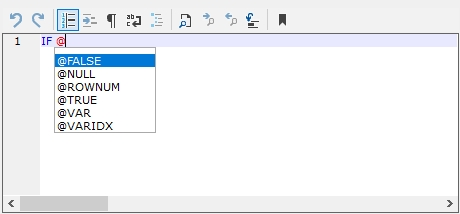 1 IF @
@FALSE
@NULL
@ROWNUM
@TRUE
@VAR
@VARIDX